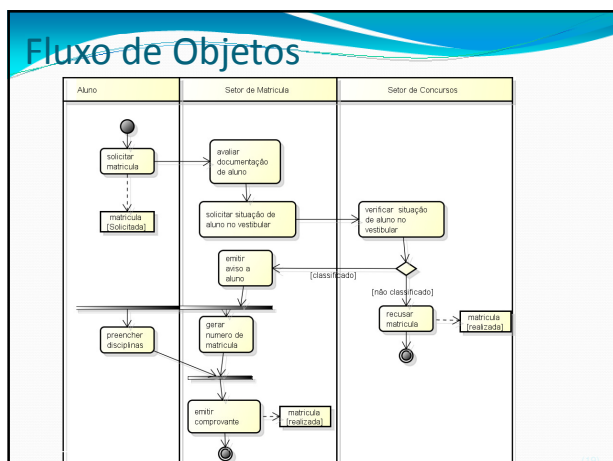 Fluxo de Objetos
Aluno
Setor de Matricula
Setor de Concursos
solicitar
matricula
avaliar
documentação
de aluno
matricula
[Solicitada]
solicitar situação de
aluno no vestibular
verificar situação
de aluno no
vestibular
emitir
aviso a
aluno
[classificado]
[não classificado]
recusar
matricula
matricula
[realizada]
preencher
disciplinas
gerar
numero de
matricula
emitir
comprovante
matricula
[realizada]